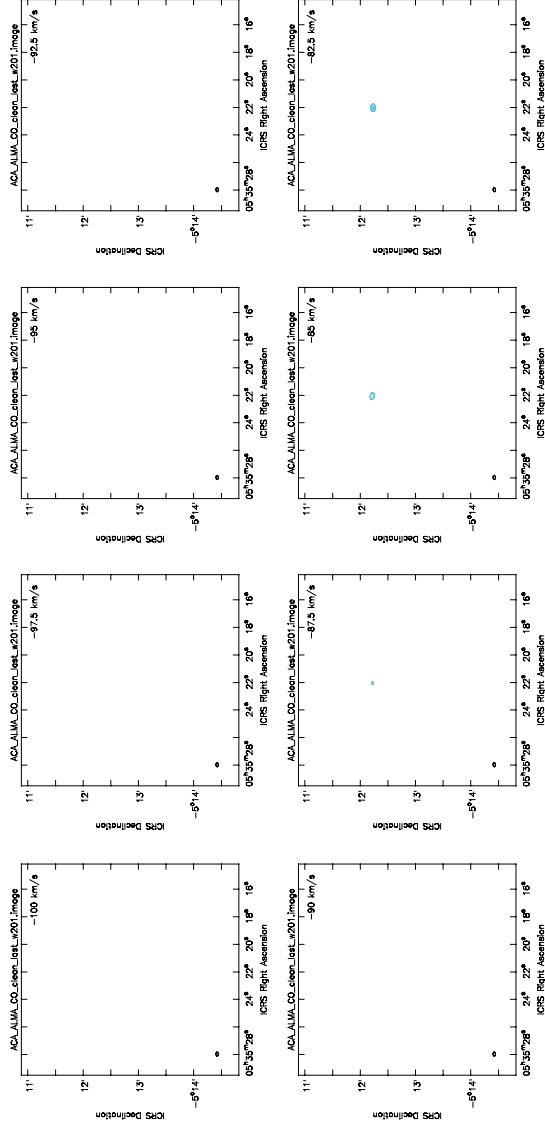 ACA_ALMA_CO_clean_last_w201.image
−100 km/s
11'
12'
13'
−5°14'
ICRS Declination
05ʰ35ᵐ28ˢ 24ˢ 22ˢ 20ˢ 18ˢ 16ˢ
ICRS Right Ascension
ACA_ALMA_CO_clean_last_w201.image
−97.5 km/s
11'
12'
13'
−5°14'
ICRS Declination
05ʰ35ᵐ28ˢ 24ˢ 22ˢ 20ˢ 18ˢ 16ˢ
ICRS Right Ascension
ACA_ALMA_CO_clean_last_w201.image
−95 km/s
11'
12'
13'
−5°14'
ICRS Declination
05ʰ35ᵐ28ˢ 24ˢ 22ˢ 20ˢ 18ˢ 16ˢ
ICRS Right Ascension
ACA_ALMA_CO_clean_last_w201.image
−92.5 km/s
11'
12'
13'
−5°14'
ICRS Declination
05ʰ35ᵐ28ˢ 24ˢ 22ˢ 20ˢ 18ˢ 16ˢ
ICRS Right Ascension
ACA_ALMA_CO_clean_last_w201.image
−90 km/s
11'
12'
13'
−5°14'
ICRS Declination
05ʰ35ᵐ28ˢ 24ˢ 22ˢ 20ˢ 18ˢ 16ˢ
ICRS Right Ascension
ACA_ALMA_CO_clean_last_w201.image
−87.5 km/s
11'
12'
13'
−5°14'
ICRS Declination
05ʰ35ᵐ28ˢ 24ˢ 22ˢ 20ˢ 18ˢ 16ˢ
ICRS Right Ascension
ACA_ALMA_CO_clean_last_w201.image
−85 km/s
11'
12'
13'
−5°14'
ICRS Declination
05ʰ35ᵐ28ˢ 24ˢ 22ˢ 20ˢ 18ˢ 16ˢ
ICRS Right Ascension
ACA_ALMA_CO_clean_last_w201.image
−82.5 km/s
11'
12'
13'
−5°14'
ICRS Declination
05ʰ35ᵐ28ˢ 24ˢ 22ˢ 20ˢ 18ˢ 16ˢ
ICRS Right Ascension